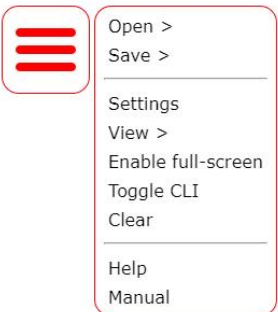 Open >
Save >
Settings
View >
Enable full-screen
Toggle CLI
Clear
Help
Manual